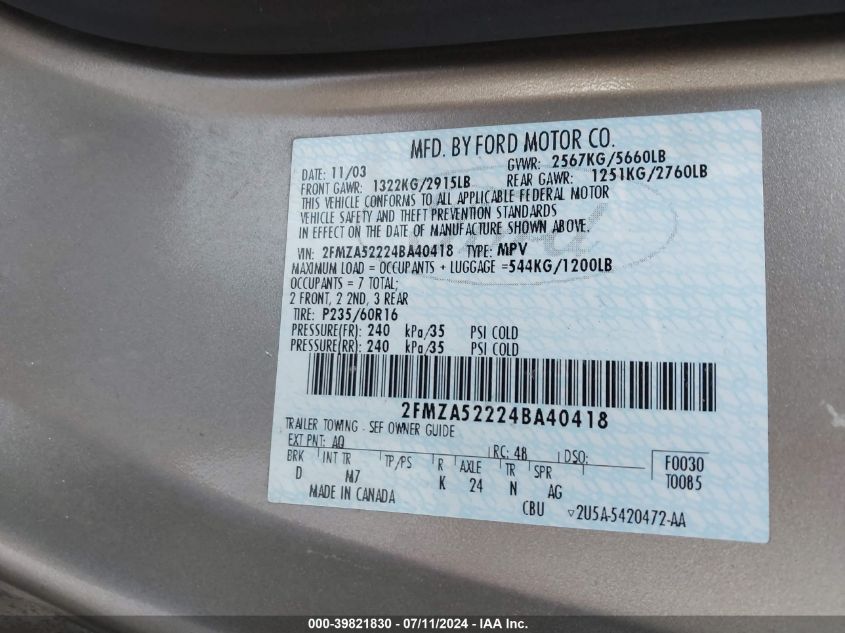 MFD. BY FORD MOTOR CO.
DATE: 11/03 GVWR: 2567KG/5660LB
FRONT GAWR: 1322KG/2915LB REAR GAWR: 1251KG/2760LB
THIS VEHICLE CONFORMS TO ALL APPLICABLE FEDERAL MOTOR
VEHICLE SAFETY AND THEFT PREVENTION STANDARDS
IN EFFECT ON THE DATE OF MANUFACTURE SHOWN ABOVE.
VIN: 2FMZA52224BA40418 TYPE: MPV
MAXIMUM LOAD = OCCUPANTS + LUGGAGE =544KG/1200LB
OCCUPANTS = 7 TOTAL;
2 FRONT, 2 2ND, 3 REAR
TIRE: P235/60R16
PRESSURE(FR): 240 kPa/35 PSI COLD
PRESSURE(RR): 240 kPa/35 PSI COLD
2FMZA52224BA40418
TRAILER TOWING - SEE OWNER GUIDE
EXT PNT: AQ RC: 48 DSO: F0030
BRK INT TR TP/PS R AXLE TR SPR T0085
D M7 K 24 N AG
MADE IN CANADA CBU ▽2U5A-5420472-AA
000-39821830 - 07/11/2024 - IAA Inc.